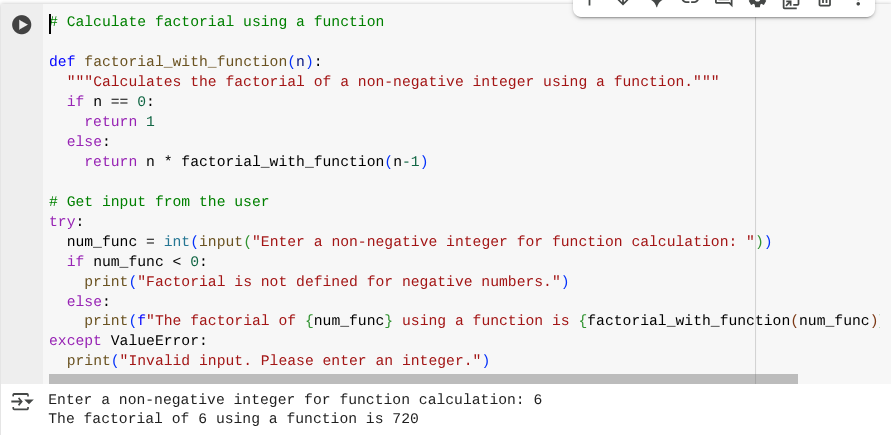 # Calculate factorial using a function

def factorial_with_function(n):
  """Calculates the factorial of a non-negative integer using a function."""
  if n == 0:
    return 1
  else:
    return n * factorial_with_function(n-1)

# Get input from the user
try:
  num_func = int(input("Enter a non-negative integer for function calculation: "))
  if num_func < 0:
    print("Factorial is not defined for negative numbers.")
  else:
    print(f"The factorial of {num_func} using a function is {factorial_with_function(num_func)
except ValueError:
  print("Invalid input. Please enter an integer.")
Enter a non-negative integer for function calculation: 6
The factorial of 6 using a function is 720